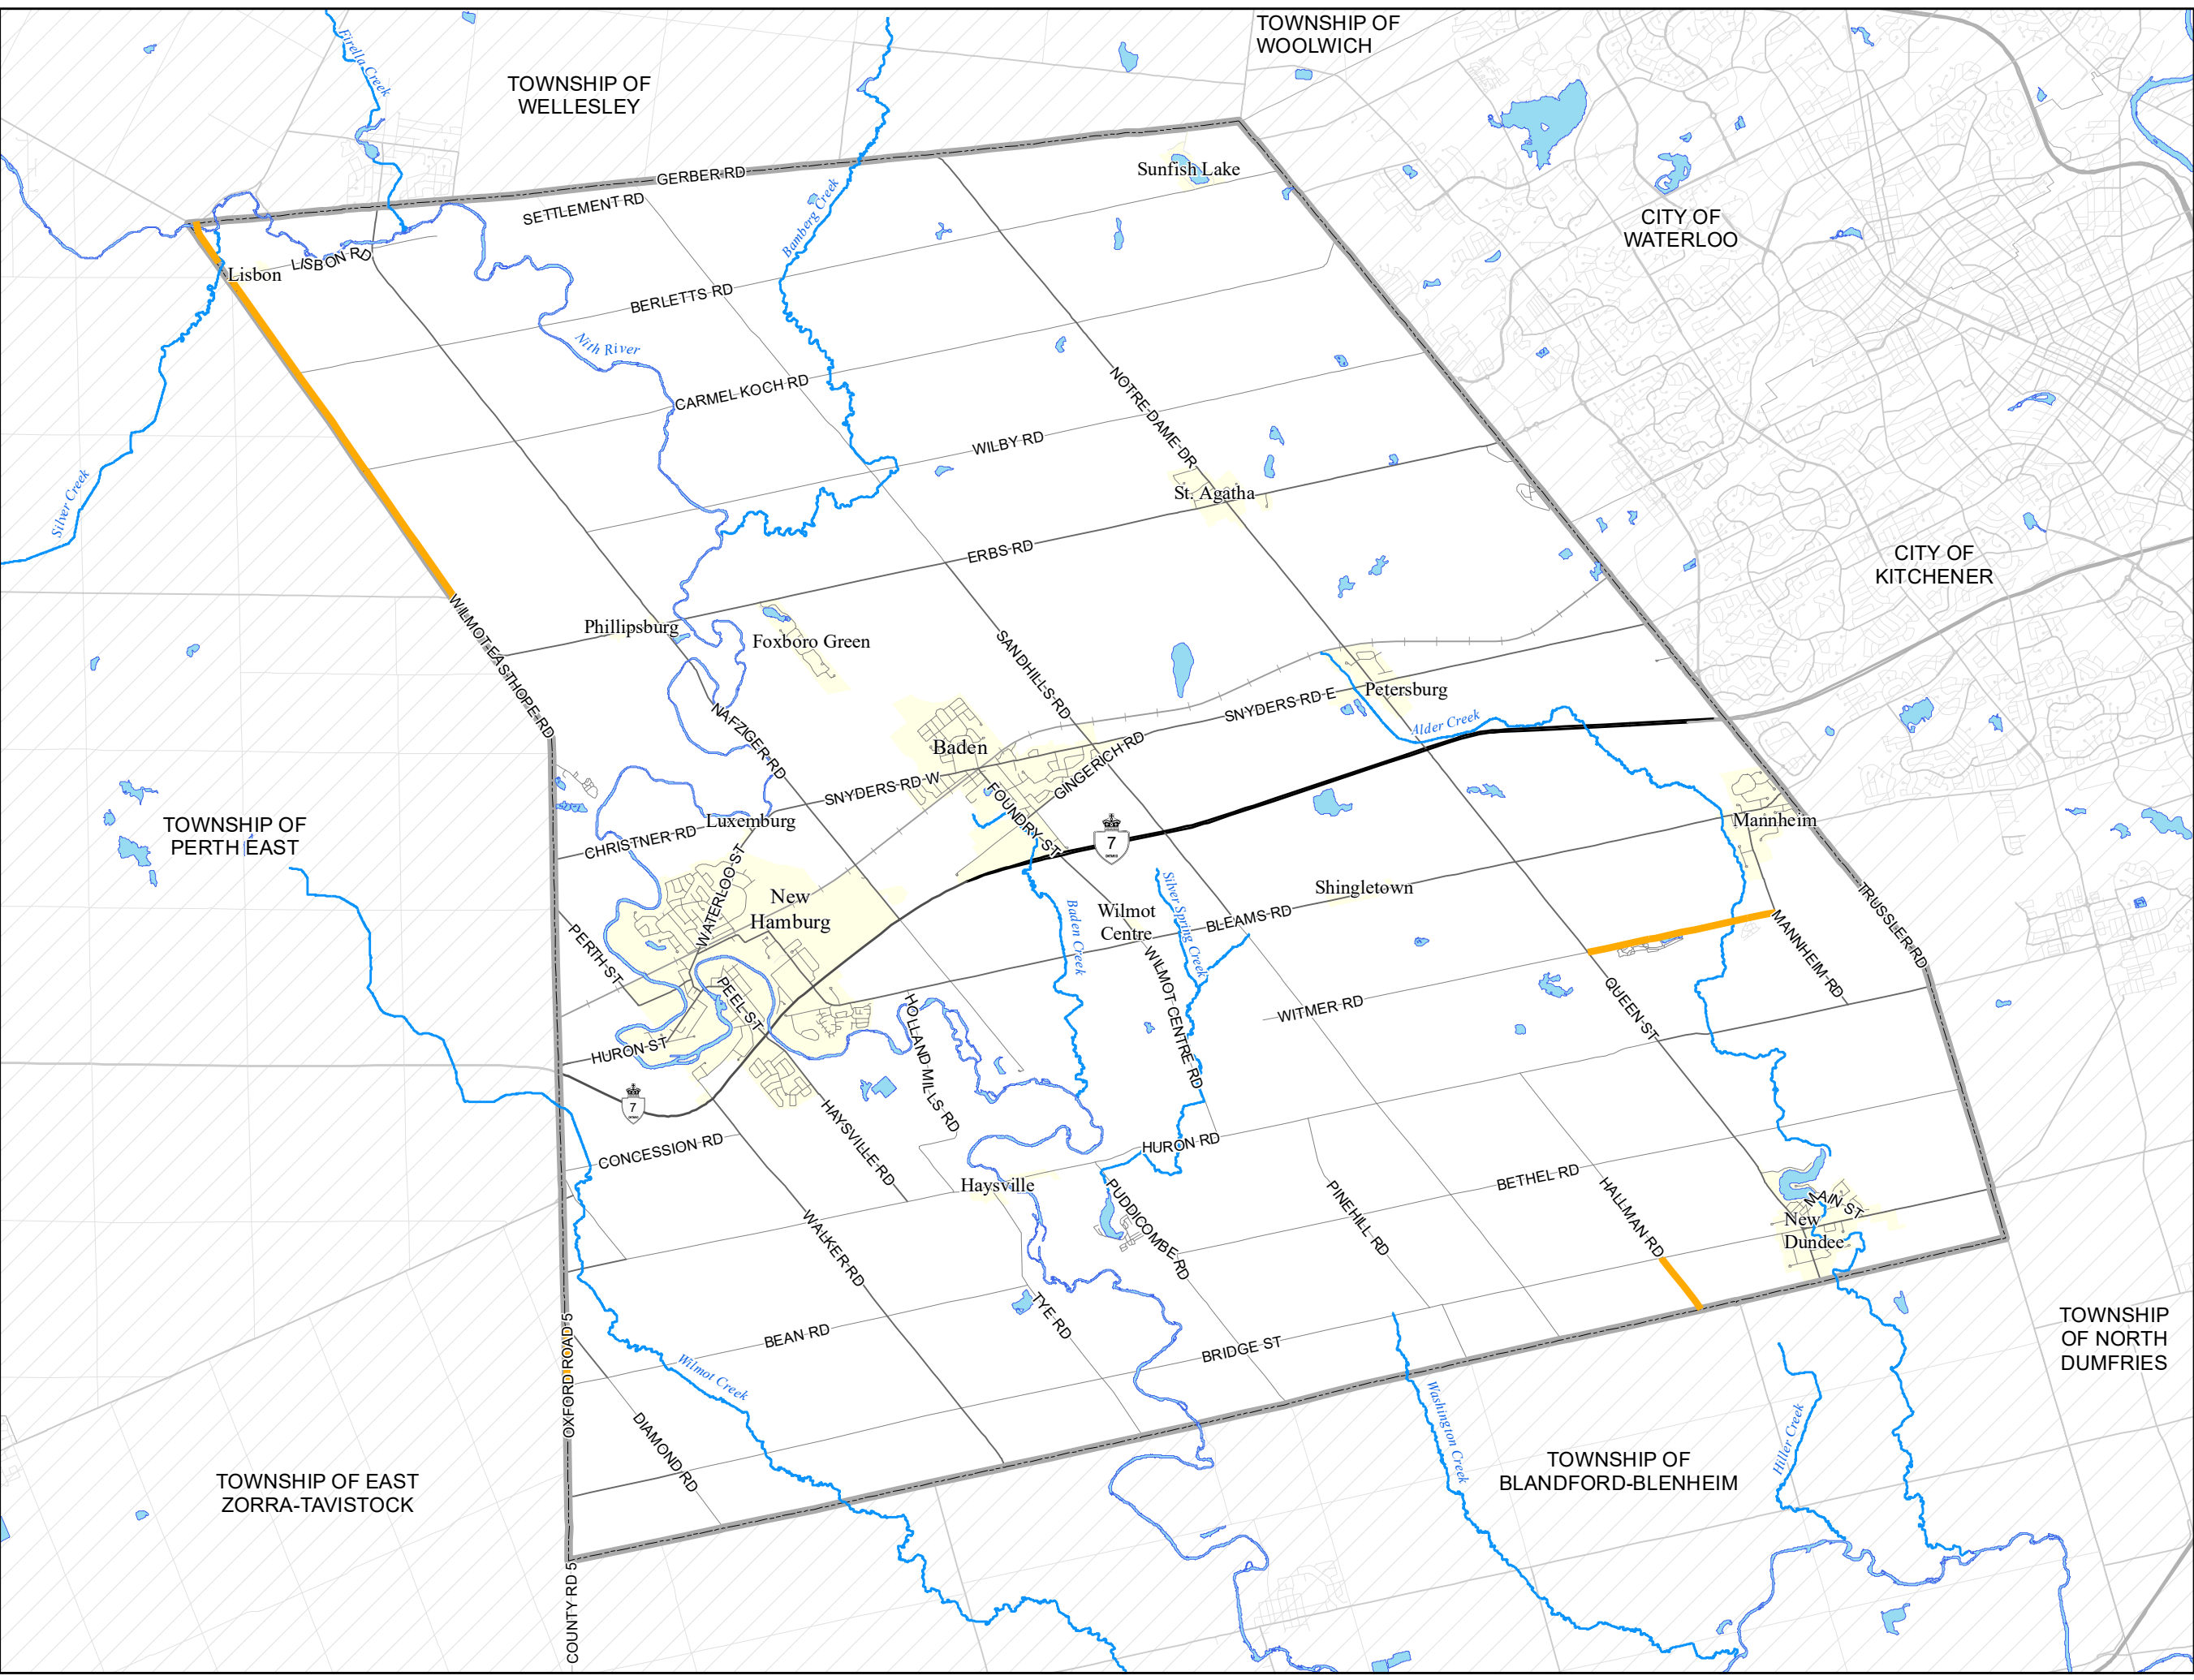 TOWNSHIP OF
WOOLWICH
Firella Creek
TOWNSHIP OF
WELLESLEY
Sunfish Lake
GERBER RD
SETTLEMENT RD
Bamberg Creek
CITY OF
WATERLOO
LISBON RD
Lisbon
BERLETTS RD
Nith River
CARMEL-KOCH RD
NOTRE-DAME-DR
WILBY RD
Silver Creek
St. Agatha
ERBS-RD
CITY OF
KITCHENER
Phillipsburg
Foxboro Green
WILMOT-EASTHOPE-RD
SANDHILLS-RD
Petersburg
SNYDERS-RD-E
NAFZIGER-RD
Alder Creek
Baden
GINGERICH-RD
SNYDERS-RD-W
FOUNDRY-ST
Luxemburg
CHRISTNER-RD
TOWNSHIP OF
PERTH EAST
Mannheim
7
WATERLOO-ST
New
Hamburg
Shingletown
Silver Spring Creek
TRUSSLER-RD
Baden Creek
Wilmot
Centre
BLEAMS-RD
PERTH-ST
MANNHEIM-RD
WILMOT-CENTRE-RD
PEEL-ST
QUEEN-ST
WITMER RD
HOLLAND-MILLS RD
HURON-ST
7
HAYSVILLE-RD
CONCESSION RD
HURON RD
Haysville
BETHEL RD
PUDDICOMBE-RD
PINEHILL RD
HALLMAN-RD
MAIN-ST
New
Dundee
WALKER-RD
TYE-RD
BEAN RD
BRIDGE ST
OXFORD ROAD 5
Wilmot Creek
TOWNSHIP
OF NORTH
DUMFRIES
Washington Creek
Hiller Creek
DIAMOND-RD
TOWNSHIP OF
BLANDFORD-BLENHEIM
TOWNSHIP OF EAST
ZORRA-TAVISTOCK
COUNTY RD 5